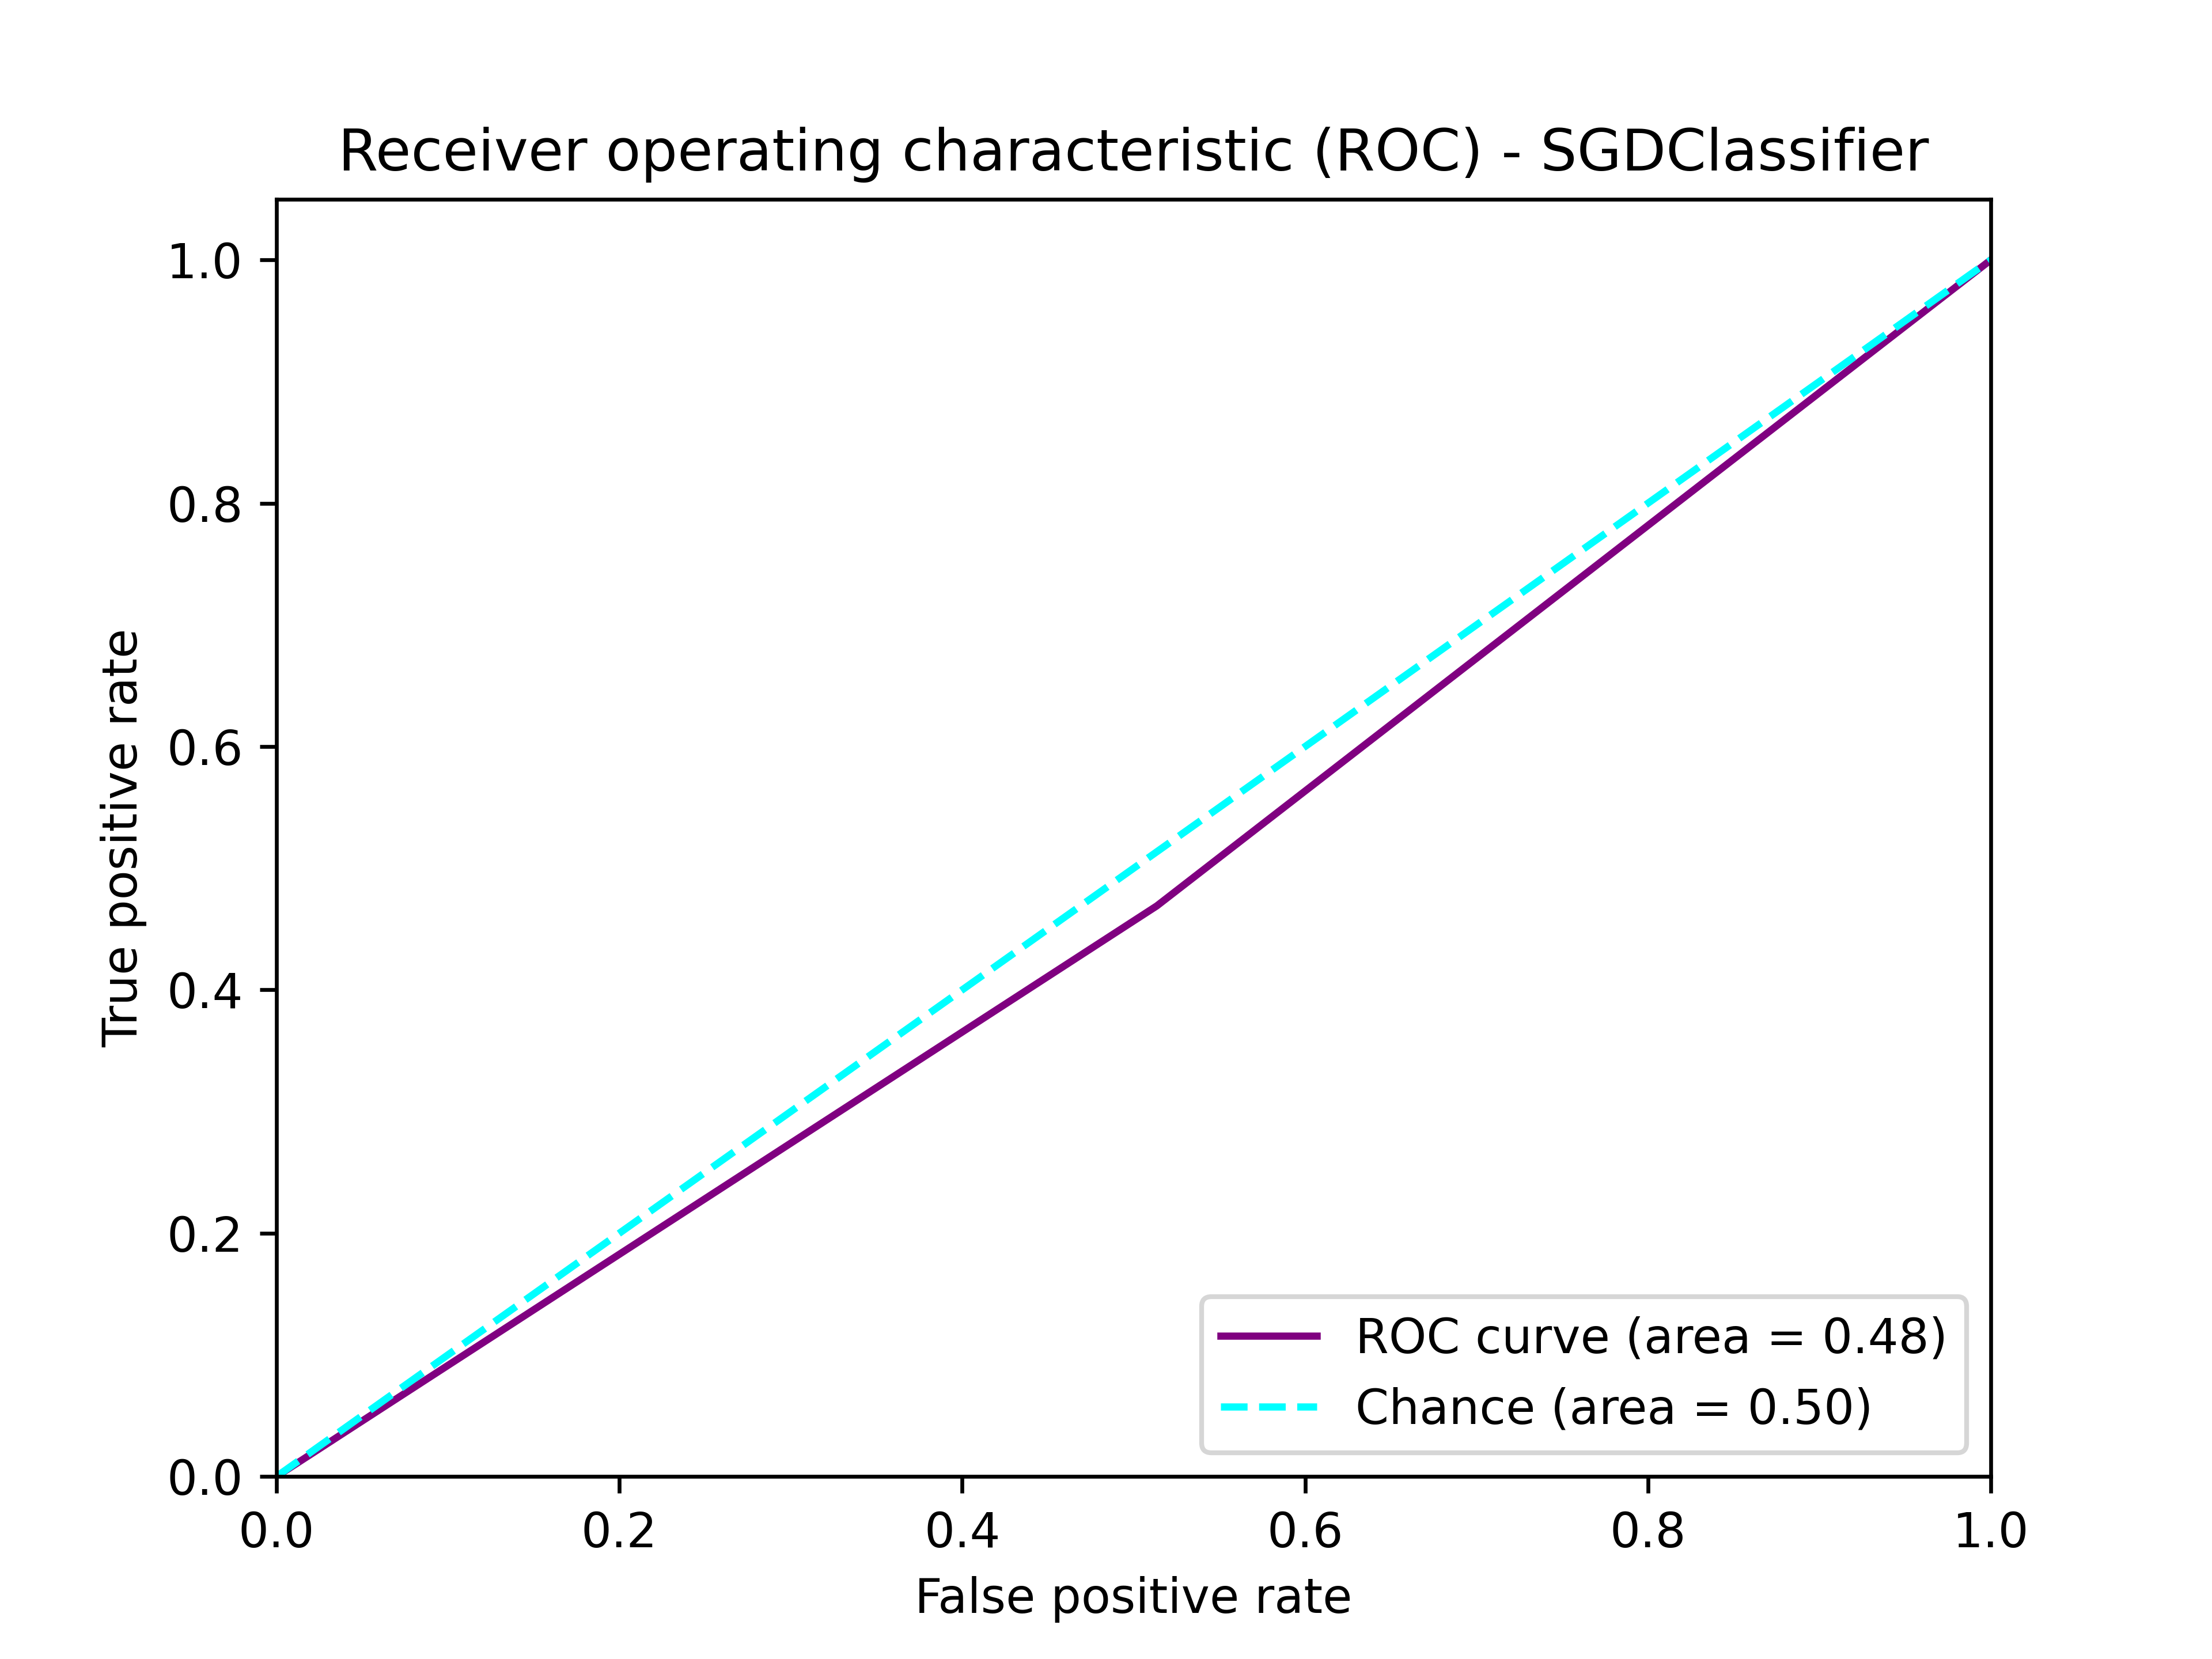 Receiver operating characteristic (ROC) - SGDClassifier
1.0
0.8
0.6
0.4
0.2
0.0
True positive rate
0.0 0.2 0.4 0.6 0.8 1.0
False positive rate
ROC curve (area = 0.48)
Chance (area = 0.50)